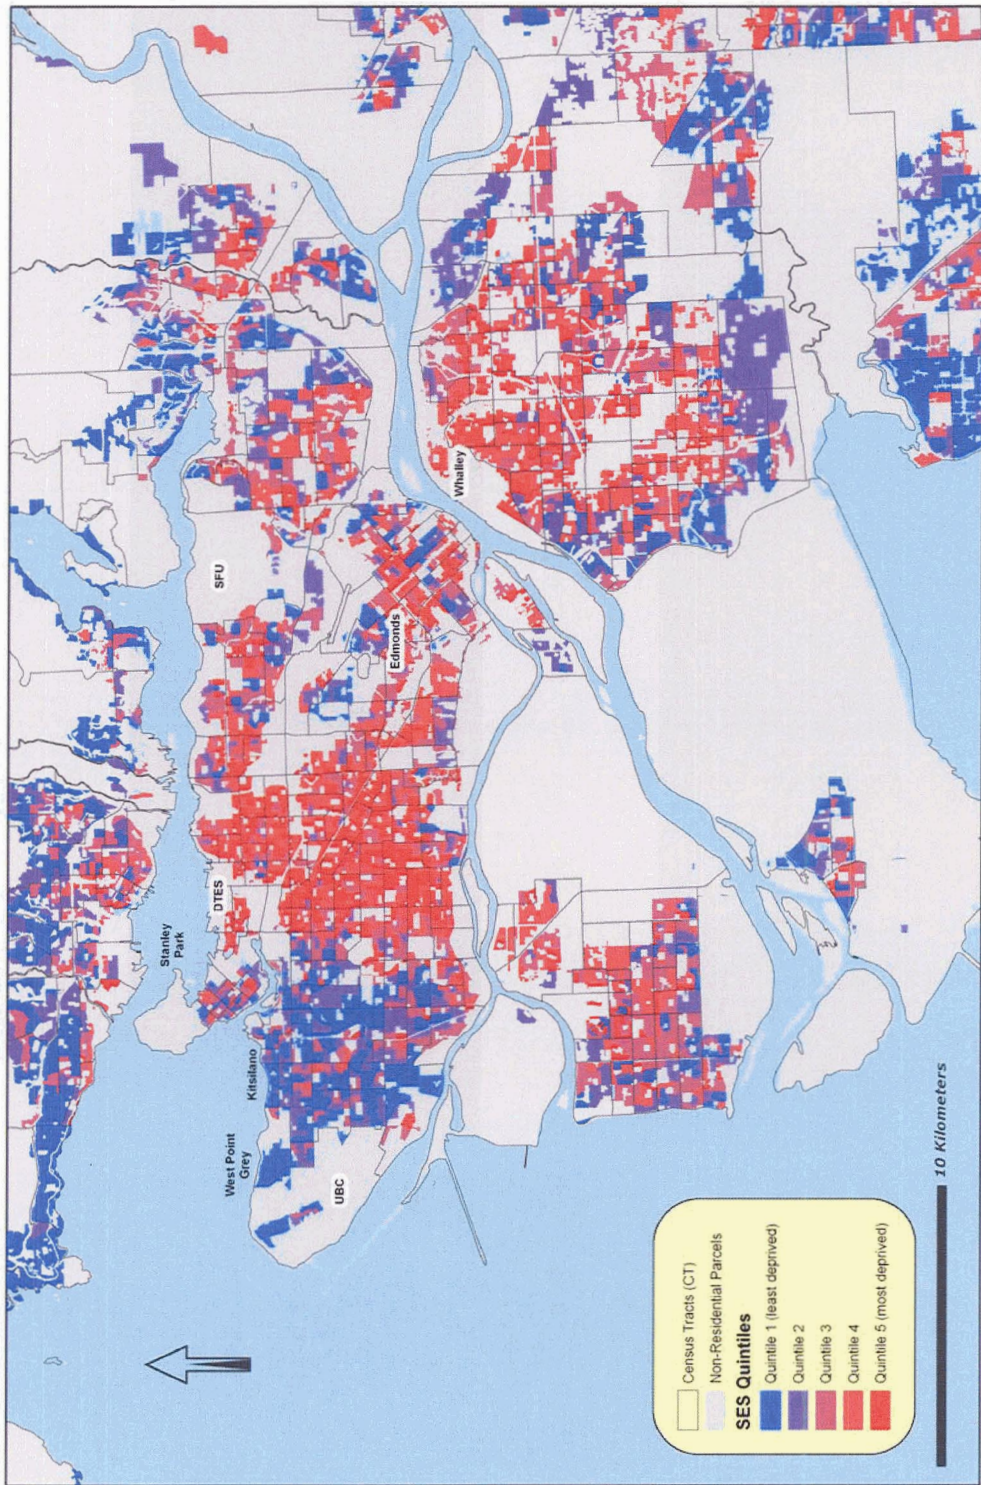 Stanley
Park
DTES
SFU
West Point
Grey
Kitsilano
UBC
Edmonds
Whalley
Census Tracts (CT)
Non-Residential Parcels
SES Quintiles
Quintile 1 (least deprived)
Quintile 2
Quintile 3
Quintile 4
Quintile 5 (most deprived)
10 Kilometers